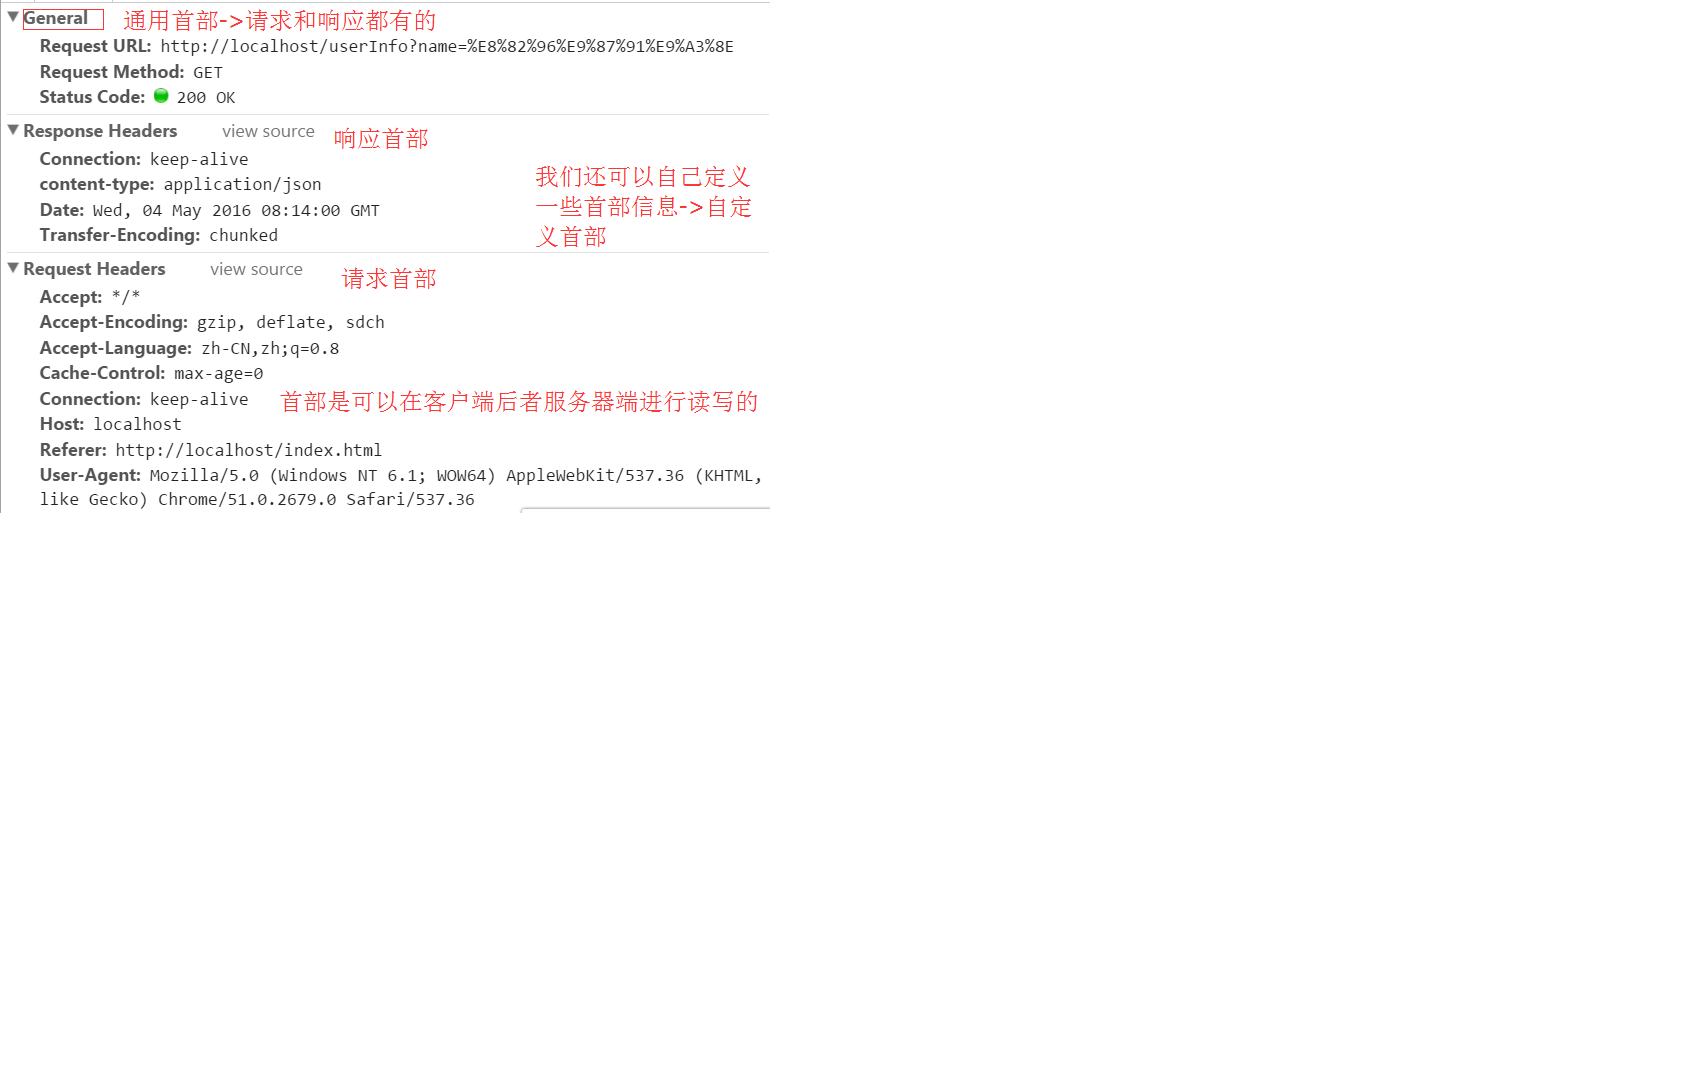 General 通用首部->请求和响应都有的
Request URL: http://localhost/userInfo?name=%E8%82%96%E9%87%91%E9%A3%8E
Request Method: GET
Status Code: 200 OK
Response Headers view source 响应首部
Connection: keep-alive
content-type: application/json
我们还可以自己定义
一些首部信息->自定
义首部
Date: Wed, 04 May 2016 08:14:00 GMT
Transfer-Encoding: chunked
Request Headers view source 请求首部
Accept: */*
Accept-Encoding: gzip, deflate, sdch
Accept-Language: zh-CN,zh;q=0.8
Cache-Control: max-age=0
Connection: keep-alive 首部是可以在客户端后者服务器端进行读写的
Host: localhost
Referer: http://localhost/index.html
User-Agent: Mozilla/5.0 (Windows NT 6.1; WOW64) AppleWebKit/537.36 (KHTML,
like Gecko) Chrome/51.0.2679.0 Safari/537.36